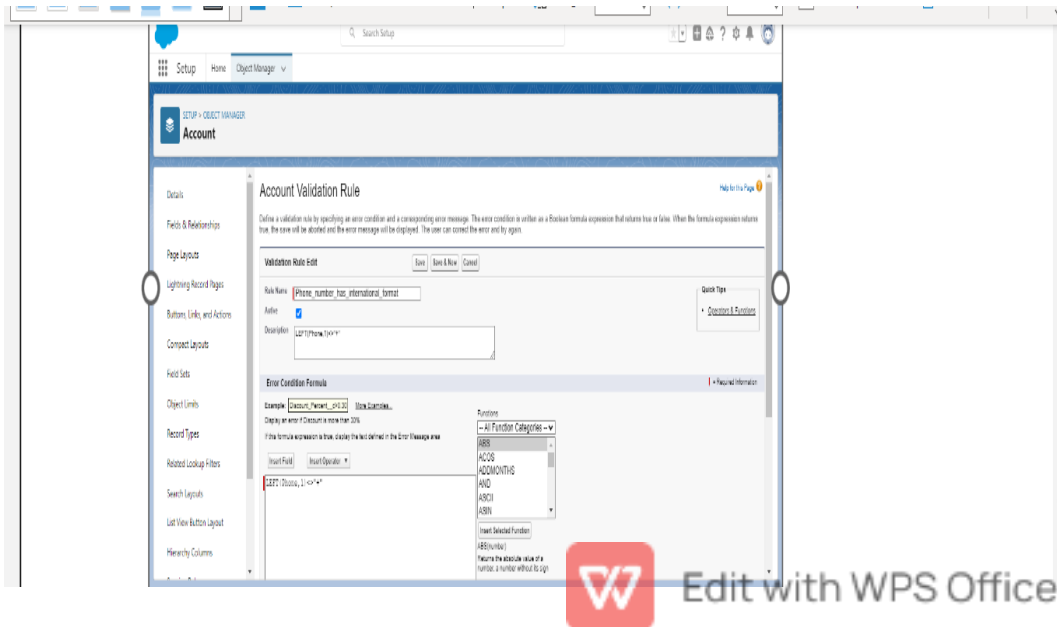 Search Setup
Setup Home Object Manager
SETUP > OBJECT MANAGER
Account
Details
Fields & Relationships
Page Layouts
Lightning Record Pages
Buttons, Links, and Actions
Compact Layouts
Field Sets
Object Limits
Record Types
Related Lookup Filters
Search Layouts
List View Button Layout
Hierarchy Columns
Account Validation Rule
Help for this Page
Define a validation rule by specifying an error condition and a corresponding error message. The error condition is written as a Boolean formula expression that returns true or false. When the formula expression returns
true, the save will be aborted and the error message will be displayed. The user can correct the error and try again.
Validation Rule Edit Save Save & New Cancel
Rule Name Phone_number_has_international_format
Active
Description LEFT(Phone,1)<>"+"
Quick Tips
Operators & Functions
Error Condition Formula = Required Information
Example: Discount_Percent__c>0.30 More Examples...
Display an error if Discount is more than 30%
If this formula expression is true, display the text defined in the Error Message area
Insert Field Insert Operator
LEFT(Phone, 1)<>"+"
Functions
-- All Function Categories --
ABS
ACOS
ADDMONTHS
AND
ASCII
ASIN
Insert Selected Function
ABS(number)
Returns the absolute value of a
number, a number without its sign
Edit with WPS Office